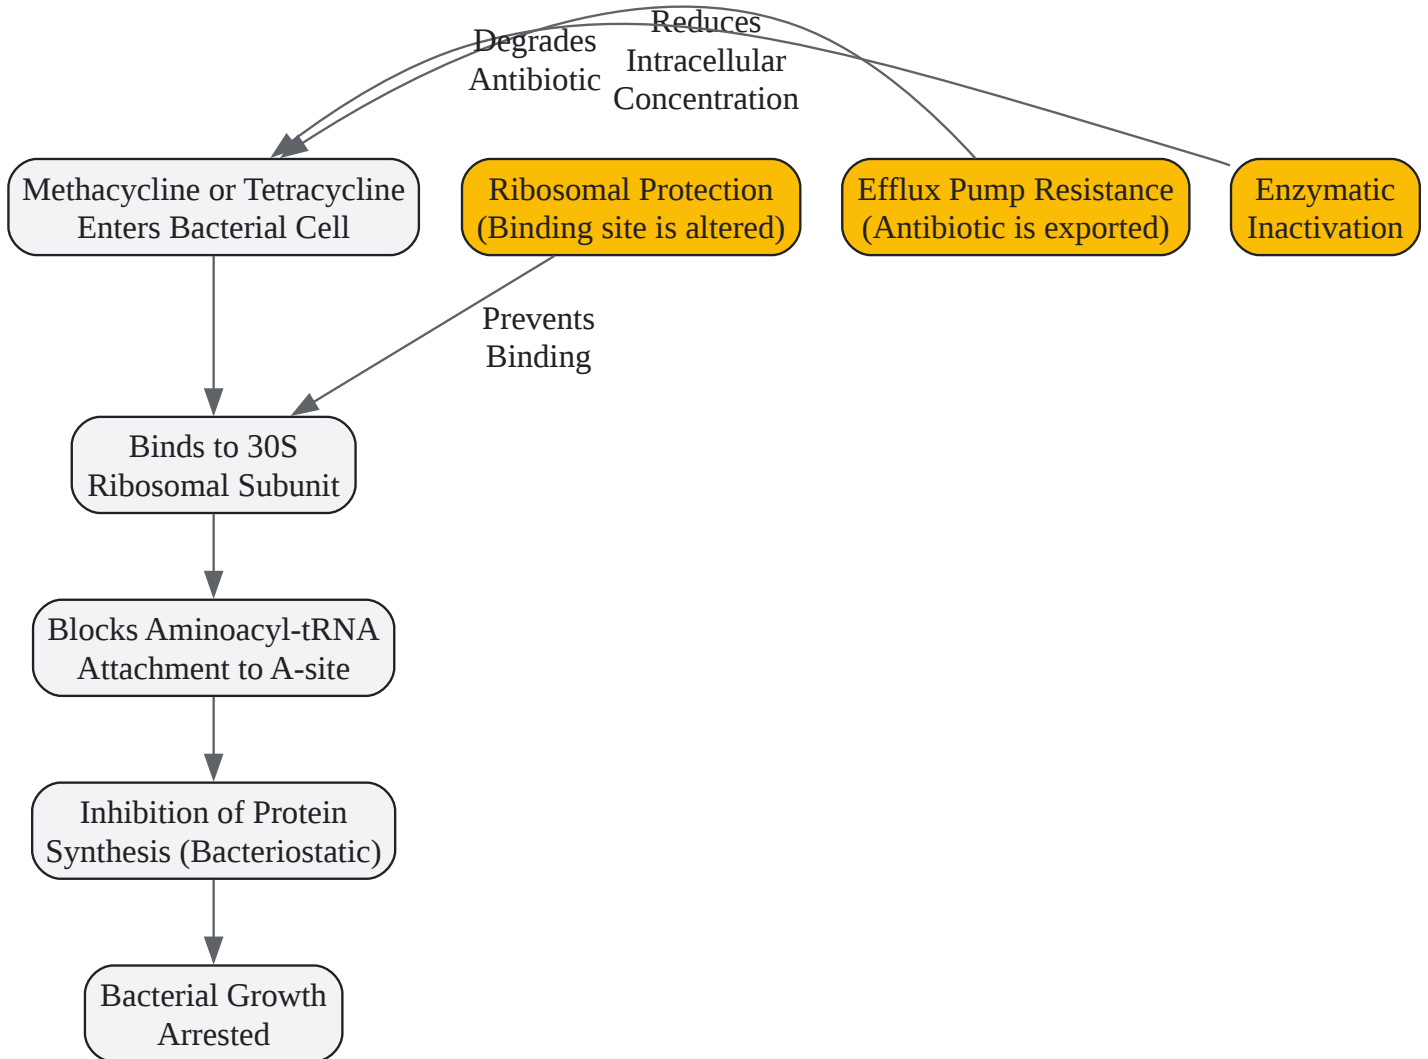 Degrades
Antibiotic
Reduces
Intracellular
Concentration
Methacycline or Tetracycline
Enters Bacterial Cell
Ribosomal Protection
(Binding site is altered)
Efflux Pump Resistance
(Antibiotic is exported)
Enzymatic
Inactivation
Prevents
Binding
Binds to 30S
Ribosomal Subunit
Blocks Aminoacyl-tRNA
Attachment to A-site
Inhibition of Protein
Synthesis (Bacteriostatic)
Bacterial Growth
Arrested